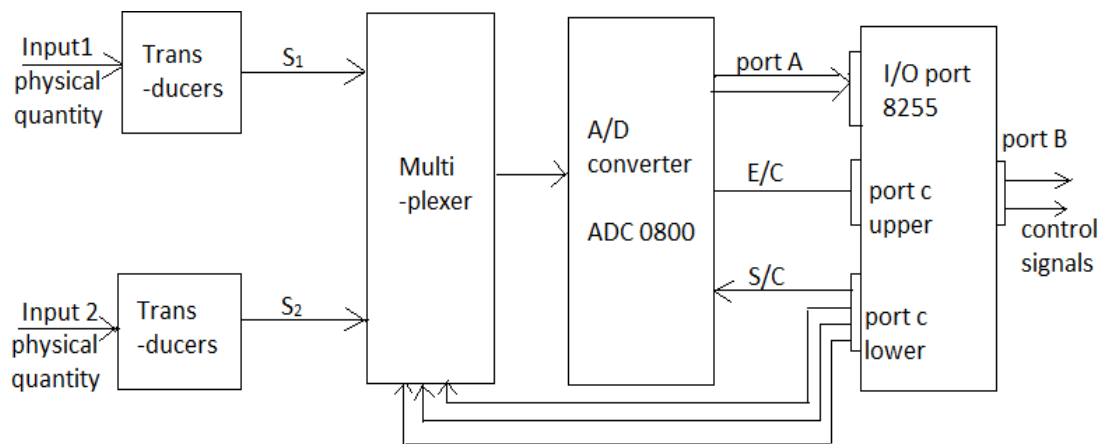 Input1
physical
quantity
Trans
-ducers
S₁
Input 2
physical
quantity
Trans
-ducers
S₂
Multi
-plexer
A/D
converter
ADC 0800
port A
E/C
S/C
I/O port
8255
port c
upper
port c
lower
port B
control
signals